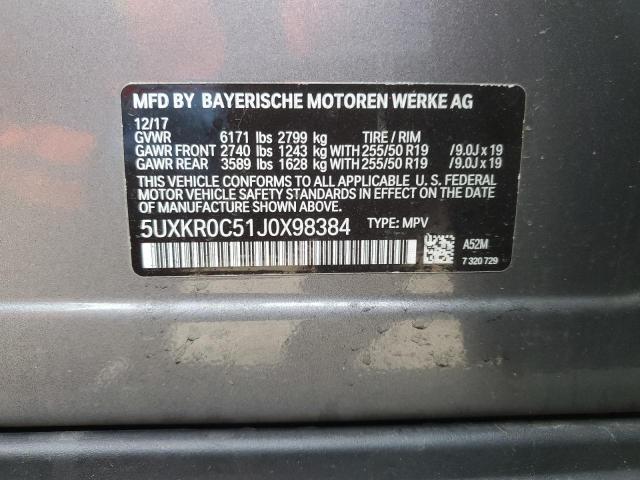 MFD BY BAYERISCHE MOTOREN WERKE AG
12/17
GVWR 6171 lbs 2799 kg TIRE / RIM
GAWR FRONT 2740 lbs 1243 kg WITH 255/50 R19 /9.0J x 19
GAWR REAR 3589 lbs 1628 kg WITH 255/50 R19 /9.0J x 19
THIS VEHICLE CONFORMS TO ALL APPLICABLE U. S. FEDERAL
MOTOR VEHICLE SAFETY STANDARDS IN EFFECT ON THE DATE
OF MANUFACTURE SHOWN ABOVE.
5UXKR0C51J0X98384 TYPE: MPV
A52M
7 320 729